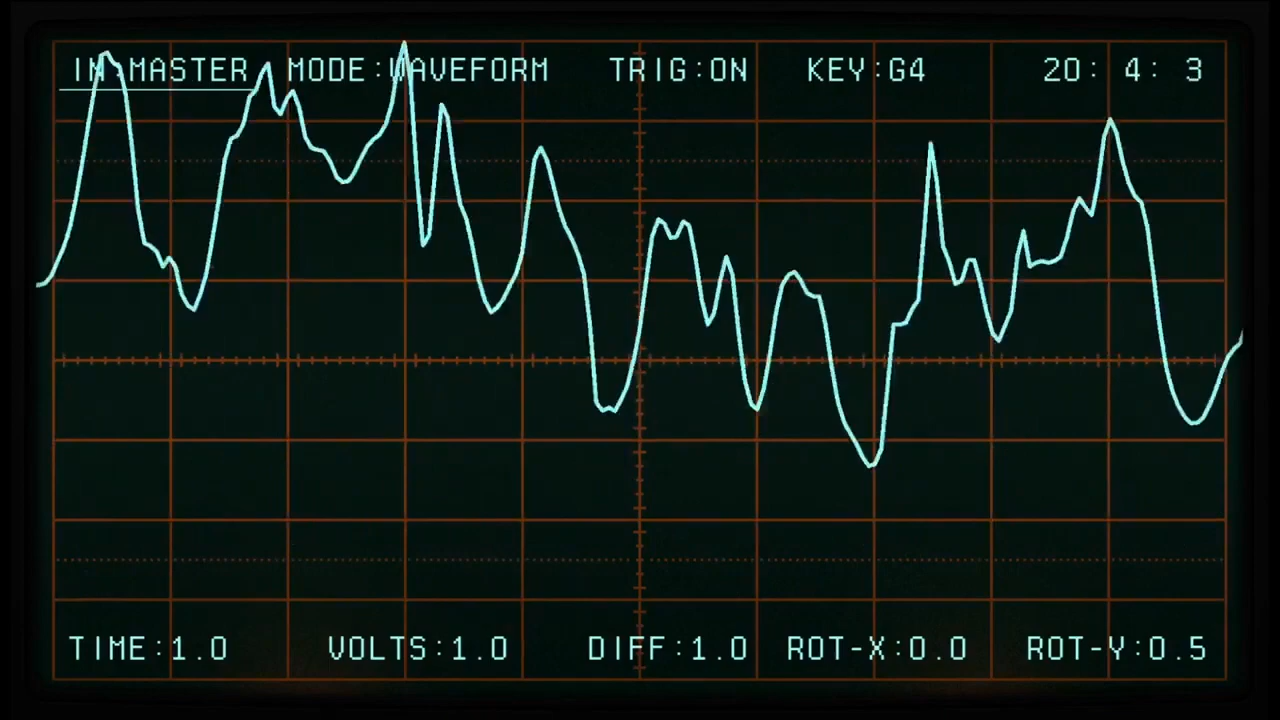 IN:MASTER MODE:WAVEFORM TRIG:ON KEY:G4 20: 4: 3
TIME:1.0 VOLTS:1.0 DIFF:1.0 ROT-X:0.0 ROT-Y:0.5